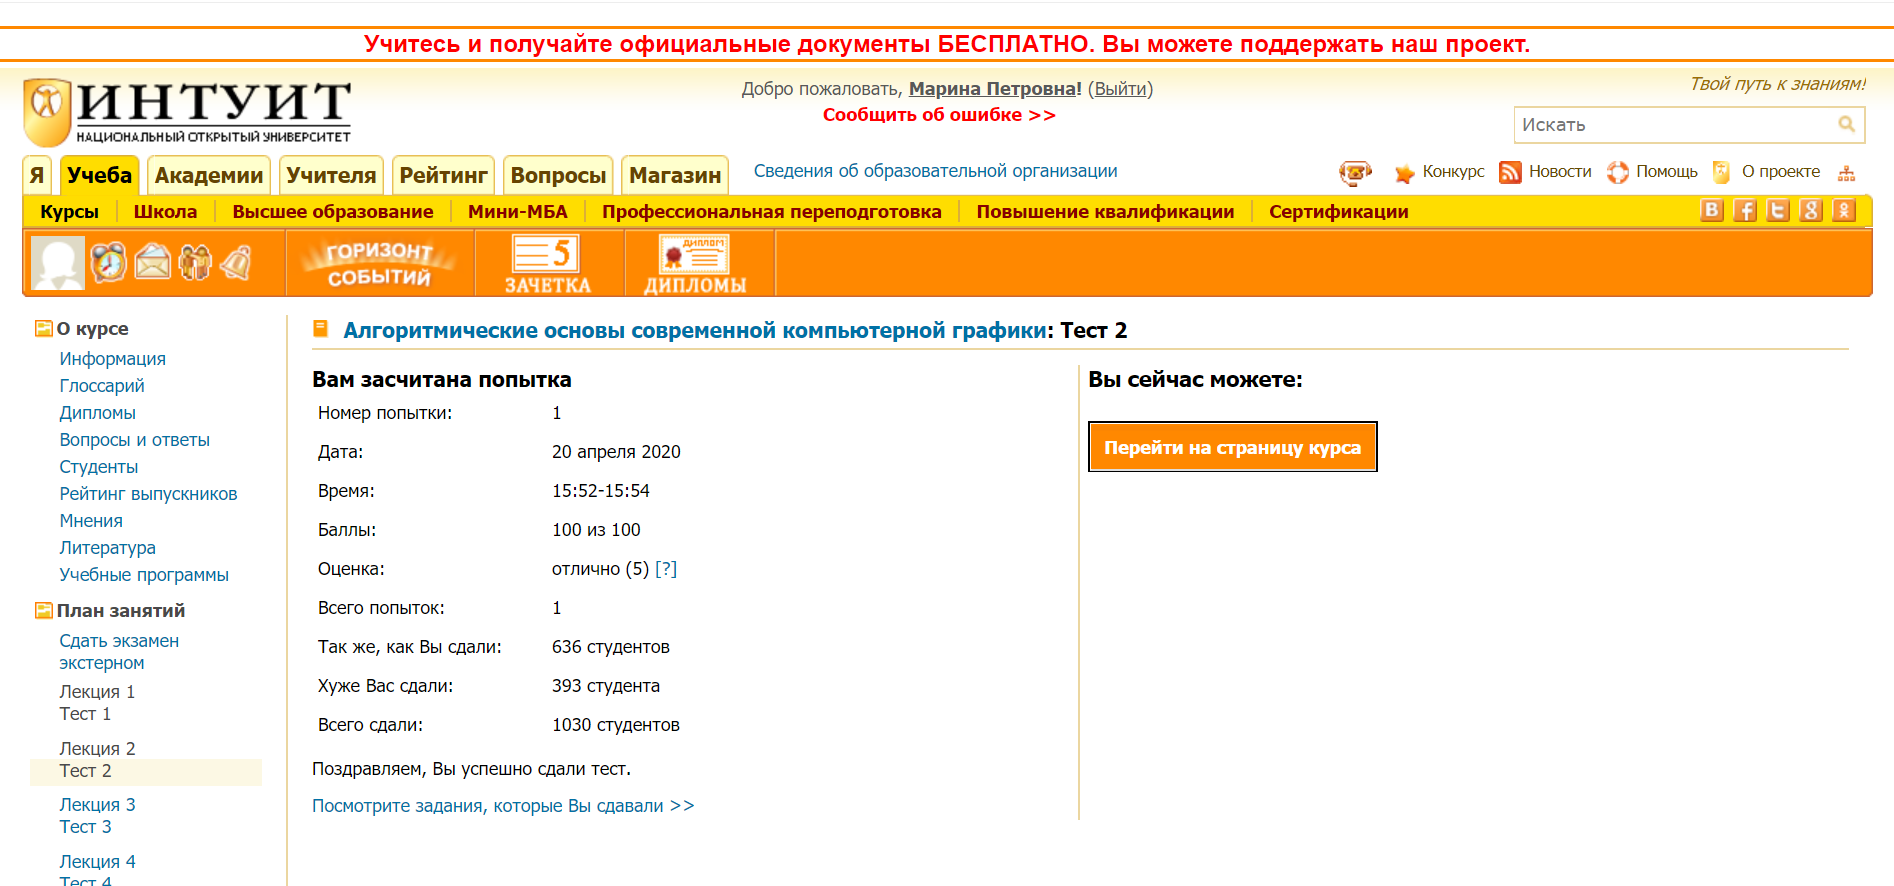 Учитесь и получайте официальные документы БЕСПЛАТНО. Вы можете поддержать наш проект.
ИНТУИТ
НАЦИОНАЛЬНЫЙ ОТКРЫТЫЙ УНИВЕРСИТЕТ
Добро пожаловать, Марина Петровна! (Выйти)
Сообщить об ошибке >>
Твой путь к знаниям!
Искать
Я Учеба Академии Учителя Рейтинг Вопросы Магазин Сведения об образовательной организации Конкурс Новости Помощь О проекте
Курсы Школа Высшее образование Мини-МБА Профессиональная переподготовка Повышение квалификации Сертификации
ГОРИЗОНТ СОБЫТИЙ
5
ЗАЧЕТКА
ДИПЛОМ
ДИПЛОМЫ
О курсе
Информация
Глоссарий
Дипломы
Вопросы и ответы
Студенты
Рейтинг выпускников
Мнения
Литература
Учебные программы
План занятий
Сдать экзамен
экстерном
Лекция 1
Тест 1
Лекция 2
Тест 2
Лекция 3
Тест 3
Лекция 4
Тест 4
Алгоритмические основы современной компьютерной графики: Тест 2
Вам засчитана попытка
Номер попытки: 1
Дата: 20 апреля 2020
Время: 15:52-15:54
Баллы: 100 из 100
Оценка: отлично (5) [?]
Всего попыток: 1
Так же, как Вы сдали: 636 студентов
Хуже Вас сдали: 393 студента
Всего сдали: 1030 студентов
Поздравляем, Вы успешно сдали тест.
Посмотрите задания, которые Вы сдавали >>
Вы сейчас можете:
Перейти на страницу курса